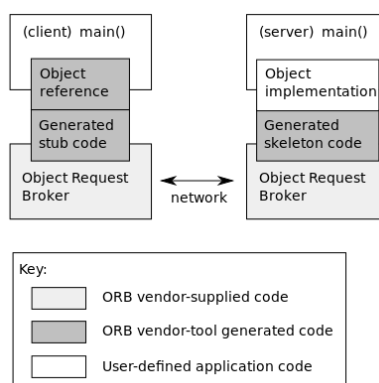 (client) main()
Object
reference
Generated
stub code
Object Request
Broker
network
(server) main()
Object
implementation
Generated
skeleton code
Object Request
Broker
Key:
ORB vendor-supplied code
ORB vendor-tool generated code
User-defined application code